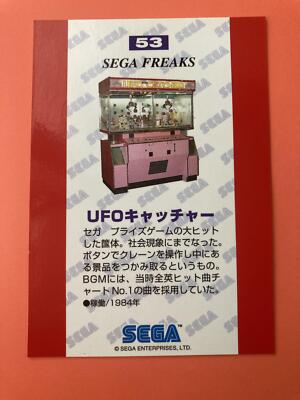 53
SEGA FREAKS
UFOキャッチャー
セガ プライズゲームの大ヒット
した筐体。社会現象にまでなった。
ボタンでクレーンを操作し中にあ
る景品をつかみ取るというもの。
BGMには、当時全英ヒット曲チ
ャートNo.1の曲を採用していた。
●稼働/1984年
SEGA™
© SEGA ENTERPRISES, LTD.